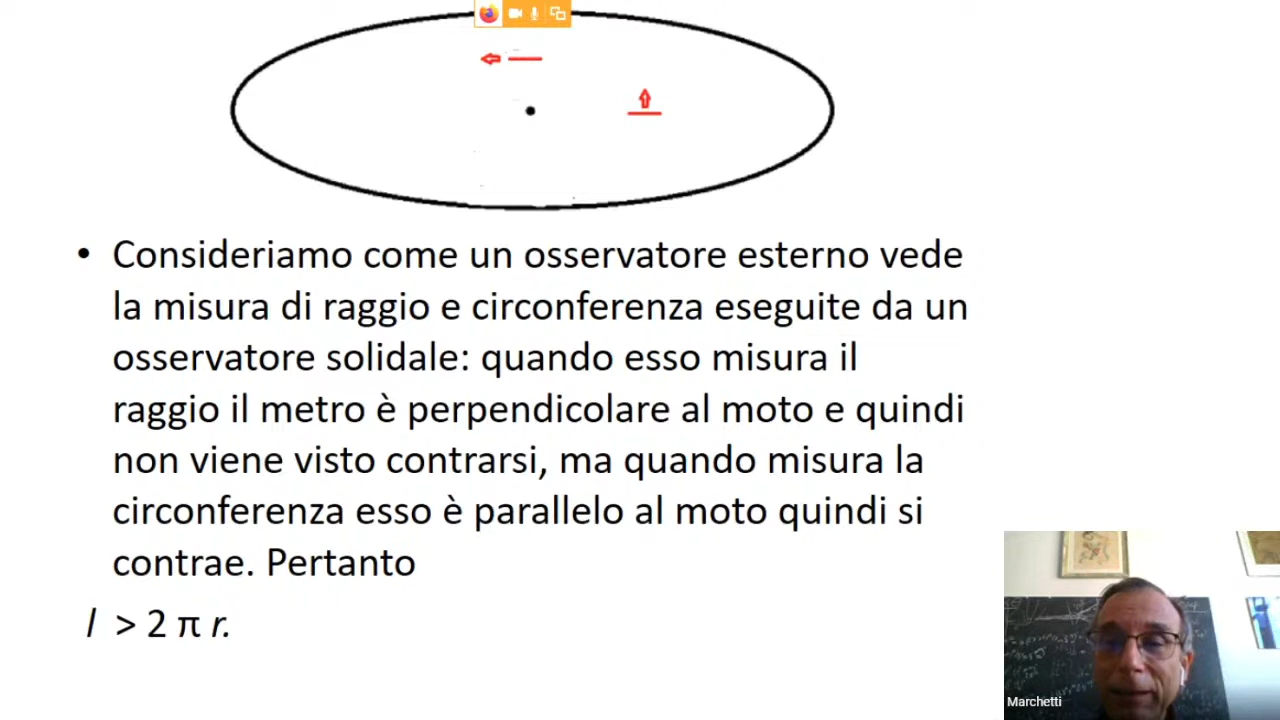 • Consideriamo come un osservatore esterno vede
la misura di raggio e circonferenza eseguite da un
osservatore solidale: quando esso misura il
raggio il metro è perpendicolare al moto e quindi
non viene visto contrarsi, ma quando misura la
circonferenza esso è parallelo al moto quindi si
contrae. Pertanto
l > 2 π r.
Marchetti